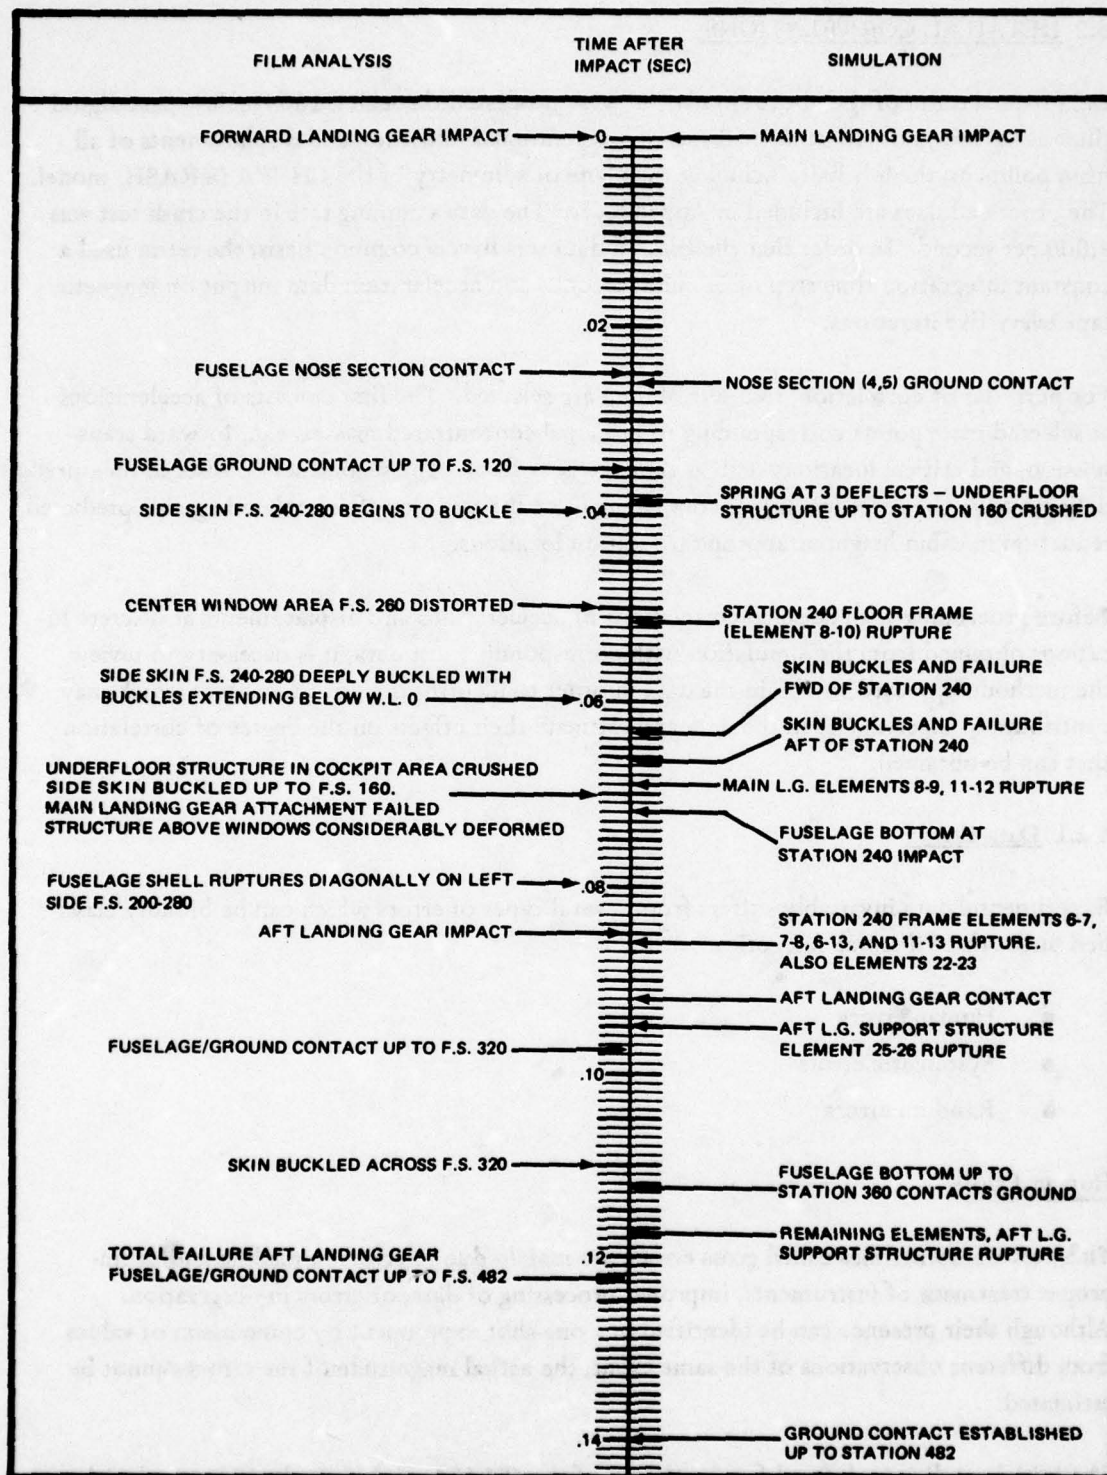 FILM ANALYSIS
TIME AFTER
IMPACT (SEC)
SIMULATION
FORWARD LANDING GEAR IMPACT
0
MAIN LANDING GEAR IMPACT
.02
FUSELAGE NOSE SECTION CONTACT
NOSE SECTION (4,5) GROUND CONTACT
FUSELAGE GROUND CONTACT UP TO F.S. 120
SPRING AT 3 DEFLECTS – UNDERFLOOR
STRUCTURE UP TO STATION 160 CRUSHED
SIDE SKIN F.S. 240-280 BEGINS TO BUCKLE
.04
CENTER WINDOW AREA F.S. 260 DISTORTED
STATION 240 FLOOR FRAME
(ELEMENT 8-10) RUPTURE
SIDE SKIN F.S. 240-280 DEEPLY BUCKLED WITH
BUCKLES EXTENDING BELOW W.L. 0
.06
SKIN BUCKLES AND FAILURE
FWD OF STATION 240
SKIN BUCKLES AND FAILURE
AFT OF STATION 240
UNDERFLOOR STRUCTURE IN COCKPIT AREA CRUSHED
SIDE SKIN BUCKLED UP TO F.S. 160.
MAIN LANDING GEAR ATTACHMENT FAILED
STRUCTURE ABOVE WINDOWS CONSIDERABLY DEFORMED
MAIN L.G. ELEMENTS 8-9, 11-12 RUPTURE
FUSELAGE BOTTOM AT
STATION 240 IMPACT
FUSELAGE SHELL RUPTURES DIAGONALLY ON LEFT
SIDE F.S. 200-280
.08
AFT LANDING GEAR IMPACT
STATION 240 FRAME ELEMENTS 6-7,
7-8, 6-13, AND 11-13 RUPTURE.
ALSO ELEMENTS 22-23
AFT LANDING GEAR CONTACT
AFT L.G. SUPPORT STRUCTURE
ELEMENT 25-26 RUPTURE
FUSELAGE/GROUND CONTACT UP TO F.S. 320
.10
SKIN BUCKLED ACROSS F.S. 320
FUSELAGE BOTTOM UP TO
STATION 360 CONTACTS GROUND
REMAINING ELEMENTS, AFT L.G.
SUPPORT STRUCTURE RUPTURE
TOTAL FAILURE AFT LANDING GEAR
FUSELAGE/GROUND CONTACT UP TO F.S. 482
.12
.14
GROUND CONTACT ESTABLISHED
UP TO STATION 482